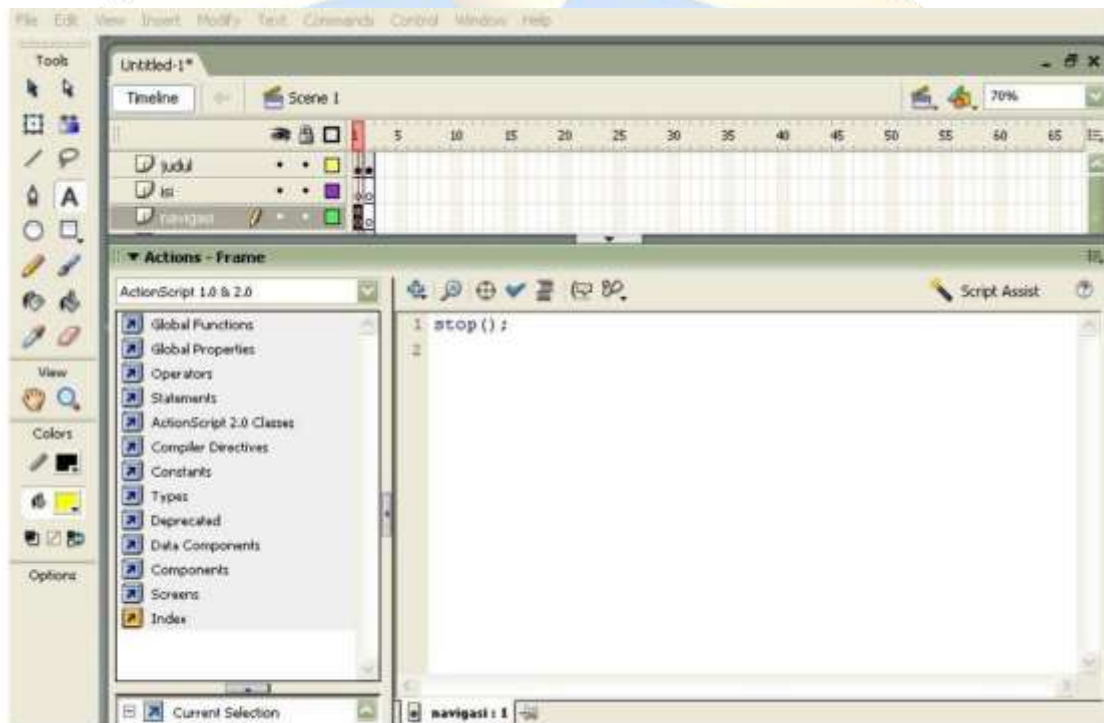 File Edit View Insert Modify Text Commands Control Window Help
Tools
Untitled-1*
Timeline Scene 1 70%
1 5 10 15 20 25 30 35 40 45 50 55 60 65
judul
isi
navigasi
Actions - Frame
ActionScript 1.0 & 2.0
Script Assist
Global Functions
Global Properties
Operators
Statements
ActionScript 2.0 Classes
Compiler Directives
Constants
Types
Deprecated
Data Components
Components
Screens
Index
1 stop();
2
View
Colors
Options
Current Selection
navigasi : 1